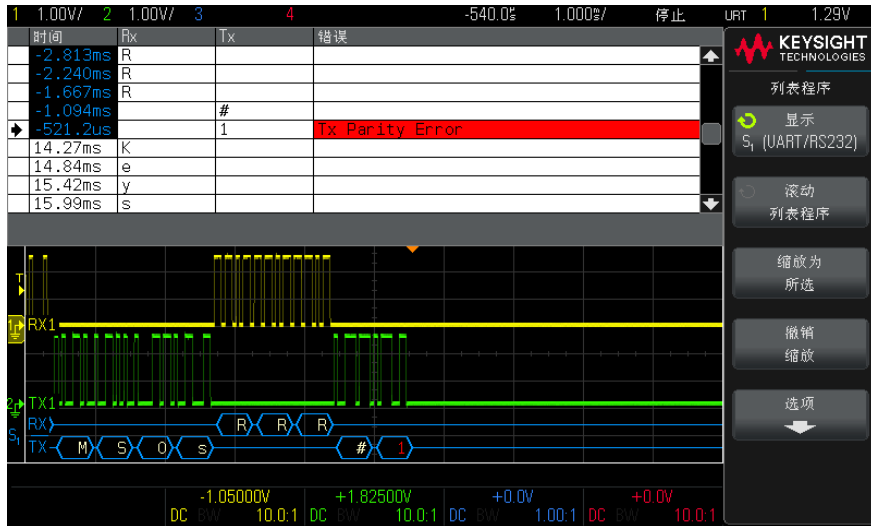 1 1.00V/ 2 1.00V/ 3 4 -540.0㎲ 1.000㎳/ 停止 URT 1 1.29V
时间 Rx Tx 错误
-2.813ms R
-2.240ms R
-1.667ms R
-1.094ms #
-521.2us 1 Tx Parity Error
14.27ms K
14.84ms e
15.42ms y
15.99ms s
KEYSIGHT
TECHNOLOGIES
列表程序
显示
S₁ (UART/RS232)
滚动
列表程序
缩放为
所选
撤销
缩放
选项
T
1 RX1
2 TX1
S₁
RX R R R
TX M S O s # 1
-1.05000V +1.82500V +0.0V +0.0V
DC BW 10.0:1 DC BW 10.0:1 DC BW 1.00:1 DC BW 10.0:1